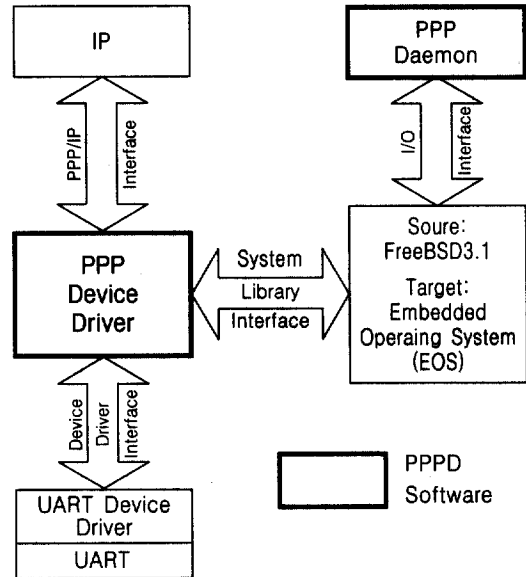 IP
PPP
Daemon
PPP/IP
Interface
I/O
Interface
PPP
Device
Driver
System
Library
Interface
Soure:
FreeBSD3.1
Target:
Embedded
Operaing System
(EOS)
Device
Driver
Interface
UART Device
Driver
UART
PPPD
Software